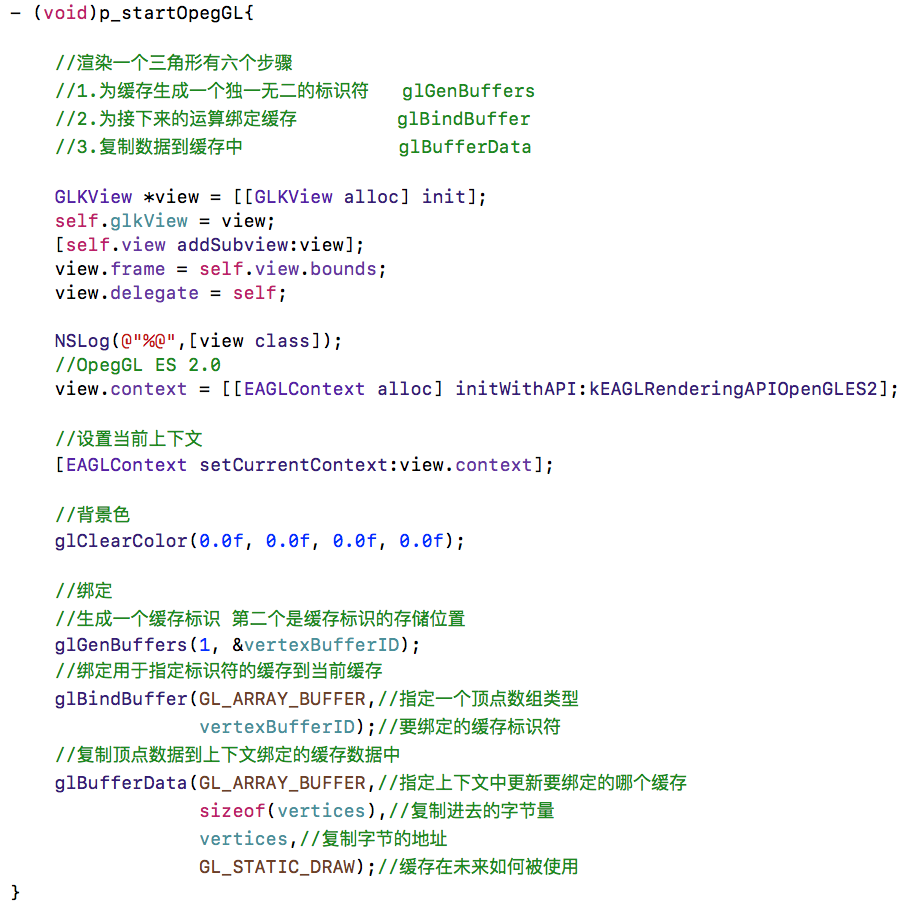 - (void)p_startOpegGL{
//渲染一个三角形有六个步骤
//1.为缓存生成一个独一无二的标识符   glGenBuffers
//2.为接下来的运算绑定缓存           glBindBuffer
//3.复制数据到缓存中                 glBufferData
GLKView *view = [[GLKView alloc] init];
self.glkView = view;
[self.view addSubview:view];
view.frame = self.view.bounds;
view.delegate = self;
NSLog(@"%@",[view class]);
//OpegGL ES 2.0
view.context = [[EAGLContext alloc] initWithAPI:kEAGLRenderingAPIOpenGLES2];
//设置当前上下文
[EAGLContext setCurrentContext:view.context];
//背景色
glClearColor(0.0f, 0.0f, 0.0f, 0.0f);
//绑定
//生成一个缓存标识 第二个是缓存标识的存储位置
glGenBuffers(1, &vertexBufferID);
//绑定用于指定标识符的缓存到当前缓存
glBindBuffer(GL_ARRAY_BUFFER,//指定一个顶点数组类型
vertexBufferID);//要绑定的缓存标识符
//复制顶点数据到上下文绑定的缓存数据中
glBufferData(GL_ARRAY_BUFFER,//指定上下文中更新要绑定的哪个缓存
sizeof(vertices),//复制进去的字节量
vertices,//复制字节的地址
GL_STATIC_DRAW);//缓存在未来如何被使用
}